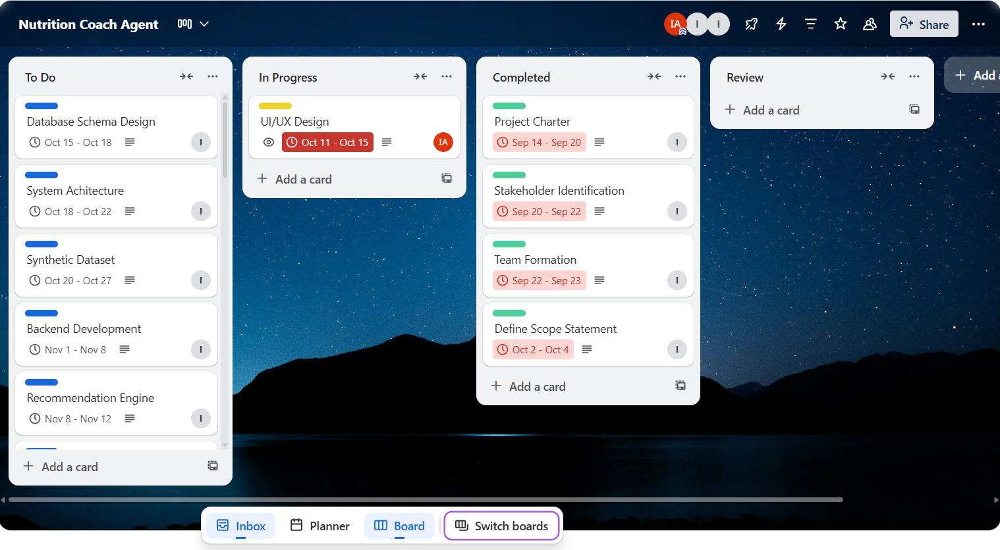 Nutrition Coach Agent
IA
I
I
Share
To Do
Database Schema Design
Oct 15 - Oct 18
I
System Achitecture
Oct 18 - Oct 22
I
Synthetic Dataset
Oct 20 - Oct 27
I
Backend Development
Nov 1 - Nov 8
I
Recommendation Engine
Nov 8 - Nov 12
I
Add a card
In Progress
UI/UX Design
Oct 11 - Oct 15
IA
Add a card
Completed
Project Charter
Sep 14 - Sep 20
I
Stakeholder Identification
Sep 20 - Sep 22
I
Team Formation
Sep 22 - Sep 23
I
Define Scope Statement
Oct 2 - Oct 4
I
Add a card
Review
Add a card
Add
Inbox
Planner
Board
Switch boards